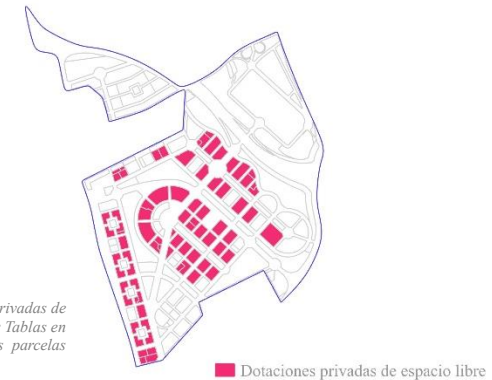 rivadas de
Tablas en
s parcelas
Dotaciones privadas de espacio libre